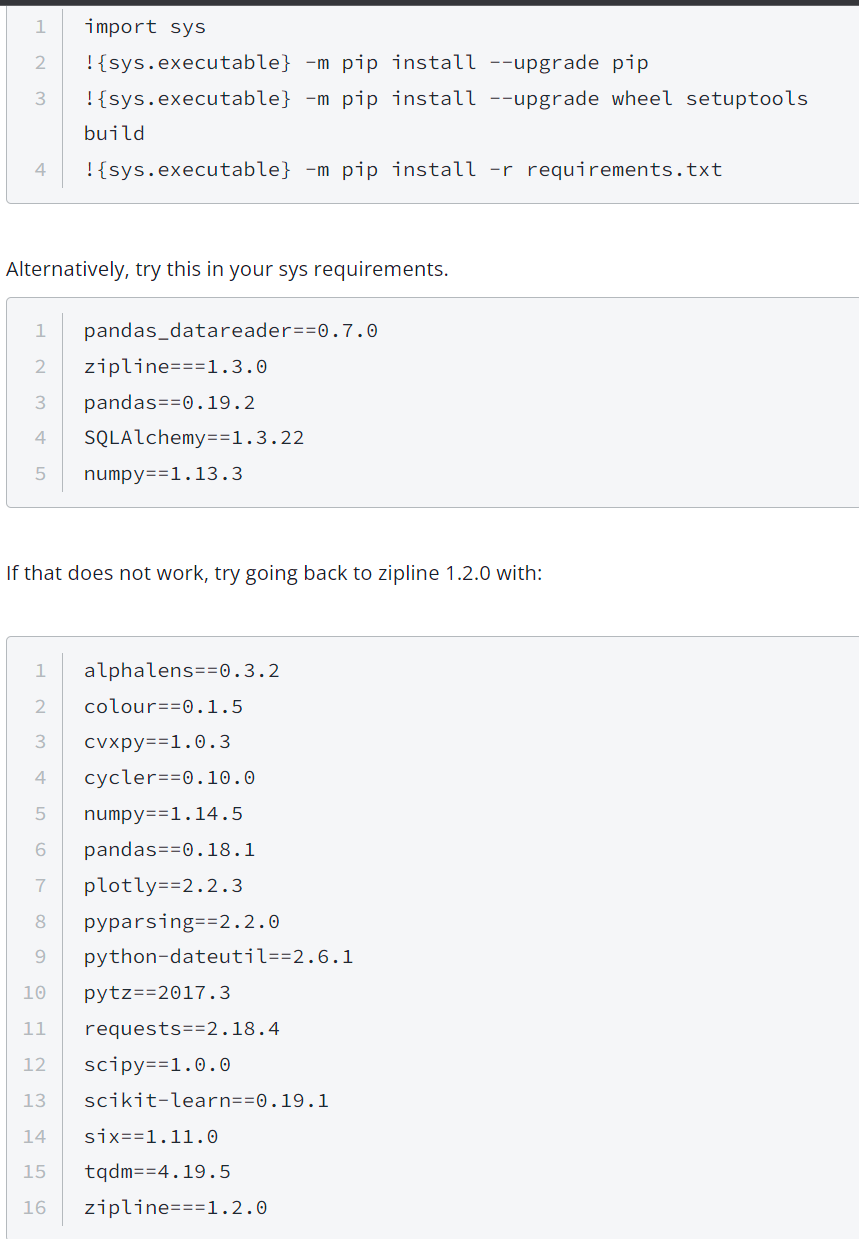 1 import sys
2 !{sys.executable} -m pip install --upgrade pip
3 !{sys.executable} -m pip install --upgrade wheel setuptools
build
4 !{sys.executable} -m pip install -r requirements.txt
Alternatively, try this in your sys requirements.
1 pandas_datareader==0.7.0
2 zipline===1.3.0
3 pandas==0.19.2
4 SQLAlchemy==1.3.22
5 numpy==1.13.3
If that does not work, try going back to zipline 1.2.0 with:
1 alphalens==0.3.2
2 colour==0.1.5
3 cvxpy==1.0.3
4 cycler==0.10.0
5 numpy==1.14.5
6 pandas==0.18.1
7 plotly==2.2.3
8 pyparsing==2.2.0
9 python-dateutil==2.6.1
10 pytz==2017.3
11 requests==2.18.4
12 scipy==1.0.0
13 scikit-learn==0.19.1
14 six==1.11.0
15 tqdm==4.19.5
16 zipline===1.2.0